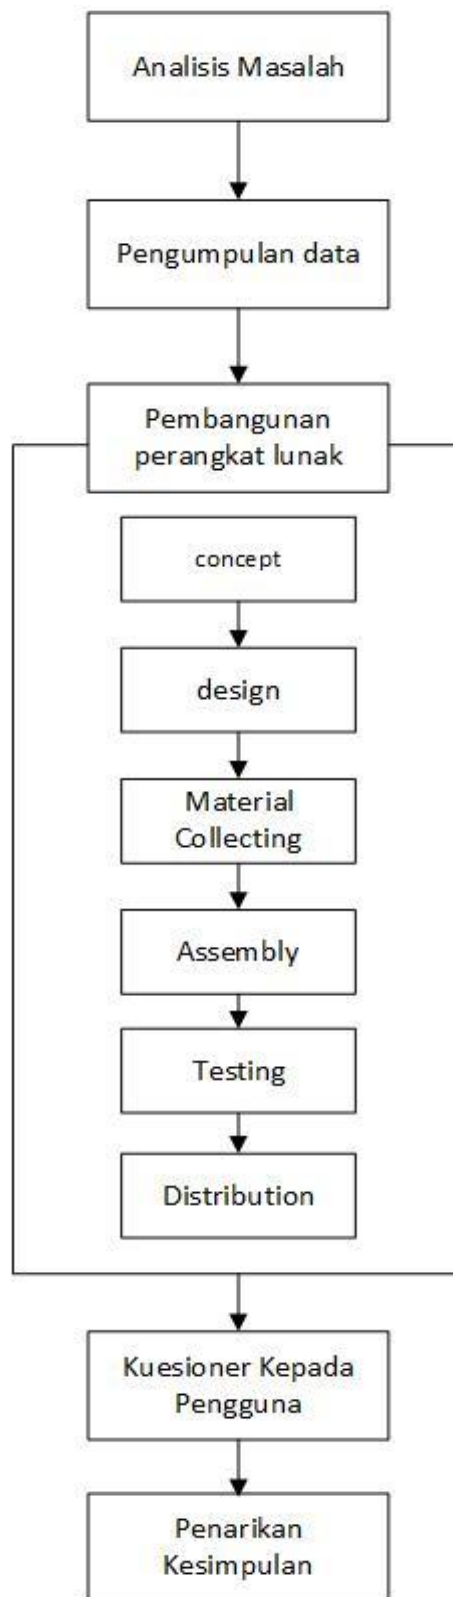 Analisis Masalah
Pengumpulan data
Pembangunan
perangkat lunak
concept
design
Material
Collecting
Assembly
Testing
Distribution
Kuesioner Kepada
Pengguna
Penarikan
Kesimpulan